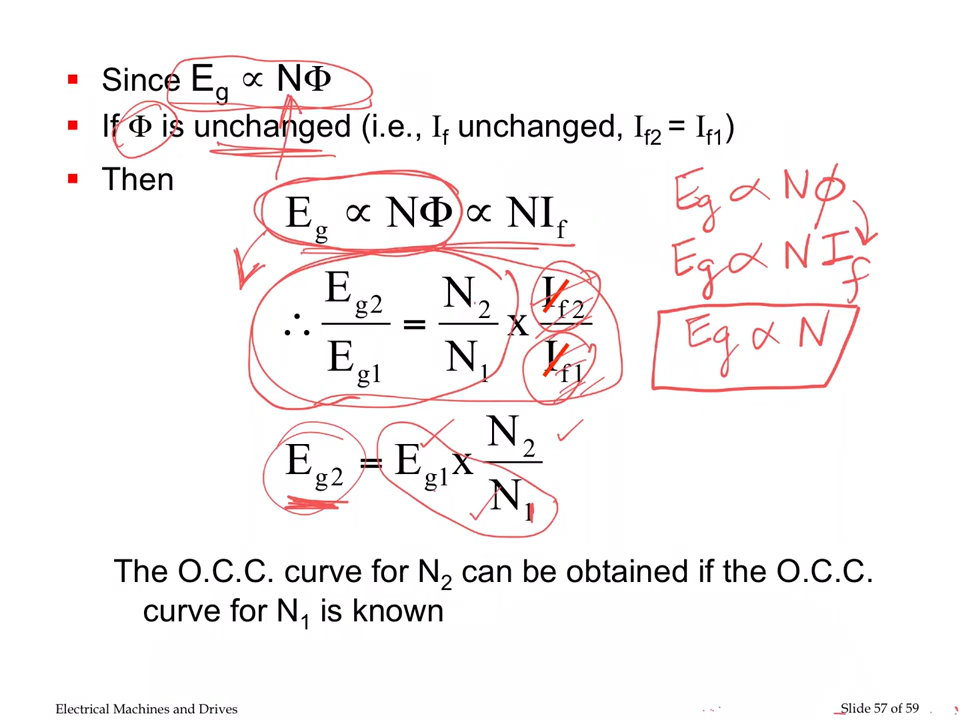 ▪ Since E_g ∝ NΦ
▪ If Φ is unchanged (i.e., I_f unchanged, I_f2 = I_f1)
▪ Then
E_g ∝ NΦ ∝ NI_f
∴ E_g2 / E_g1 = N_2 / N_1 x I_f2 / I_f1
E_g2 = E_g1 x N_2 / N_1
Eg ∝ Nϕ
Eg ∝ N I_f
Eg ∝ N
The O.C.C. curve for N_2 can be obtained if the O.C.C.
curve for N_1 is known
Electrical Machines and Drives
Slide 57 of 59